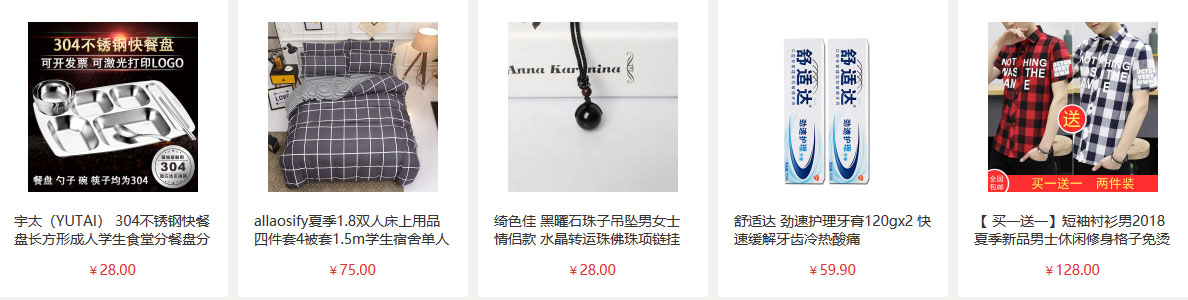 304不锈钢快餐盘
可开发票 可激光打印LOGO
304
餐盘 勺子 碗 筷子均为304
宇太（YUTAI） 304不锈钢快餐
盘长方形成人学生食堂分餐盘分
￥28.00
LOVE
allaosify夏季1.8双人床上用品
四件套4被套1.5m学生宿舍单人
￥75.00
Anna Karenina
绮色佳 黑曜石珠子吊坠男女士
情侣款 水晶转运珠佛珠项链挂
￥28.00
舒适达
劲速护理
舒适达
劲速护理
舒适达 劲速护理牙膏120gx2 快
速缓解牙齿冷热酸痛
￥59.90
NOTHING
WAS THE
AME
NOTHING
WAS THE
AME
送
全国
包邮
买一送一 两件装
【 买一送一】短袖衬衫男2018
夏季新品男士休闲修身格子免烫
￥128.00